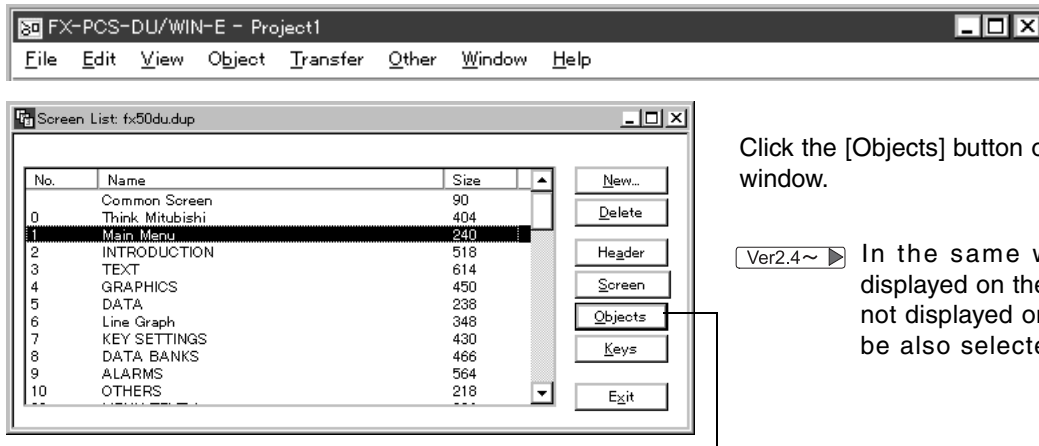 FX-PCS-DU/WIN-E - Project1
File Edit View Object Transfer Other Window Help
Screen List: fx50du.dup
No. Name Size
Common Screen 90
0 Think Mitubishi 404
1 Main Menu 240
2 INTRODUCTION 518
3 TEXT 614
4 GRAPHICS 450
5 DATA 238
6 Line Graph 348
7 KEY SETTINGS 430
8 DATA BANKS 466
9 ALARMS 564
10 OTHERS 218
New...
Delete
Header
Screen
Objects
Keys
Exit
Click the [Objects] button
window.
Ver2.4~ In the same
displayed on the
not displayed
be also